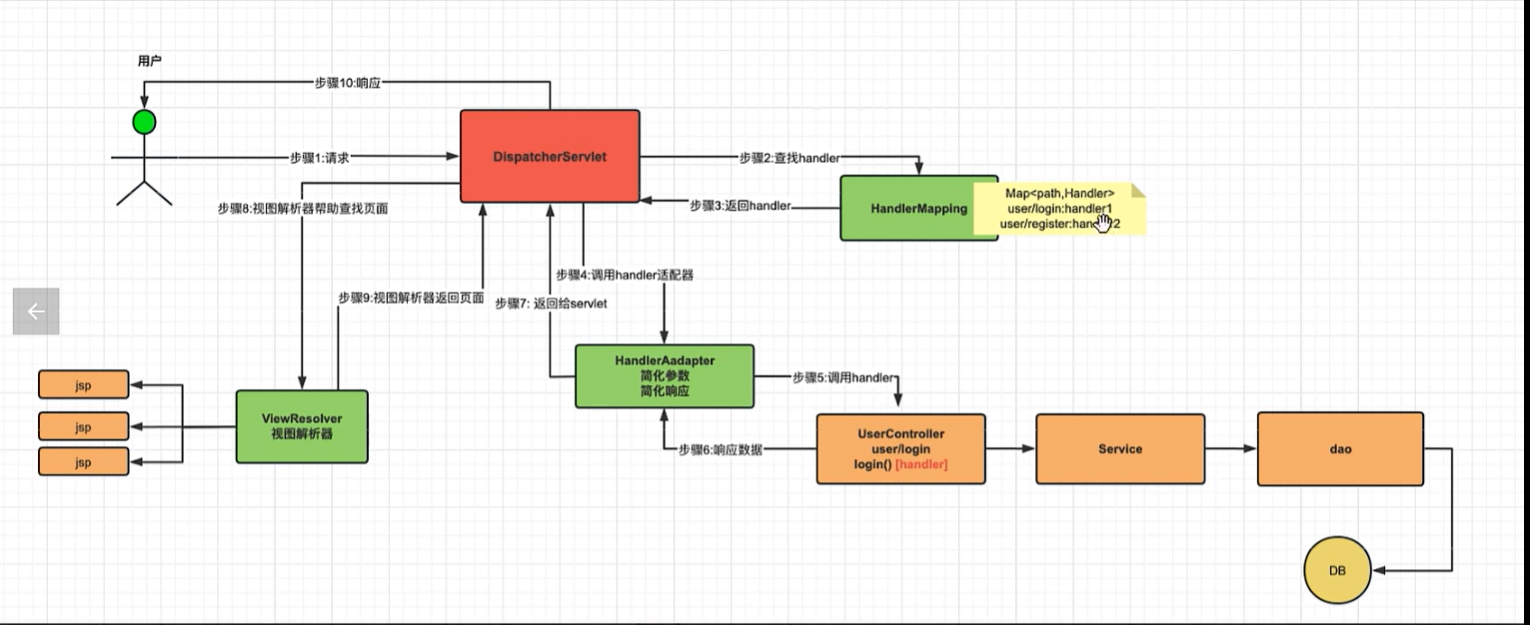 用户
步骤10:响应
DispatcherServlet
步骤1:请求
步骤2:查找handler
步骤8:视图解析器帮助查找页面
步骤3:返回handler
HandlerMapping
Map<path,Handler>
user/login:handler1
user/register:han 2
步骤4:调用handler适配器
步骤9:视图解析器返回页面
步骤7: 返回给servlet
HandlerAadapter
简化参数
简化响应
步骤5:调用handler
jsp
jsp
jsp
ViewResolver
视图解析器
步骤6:响应数据
UserController
user/login
login() [handler]
Service
dao
DB